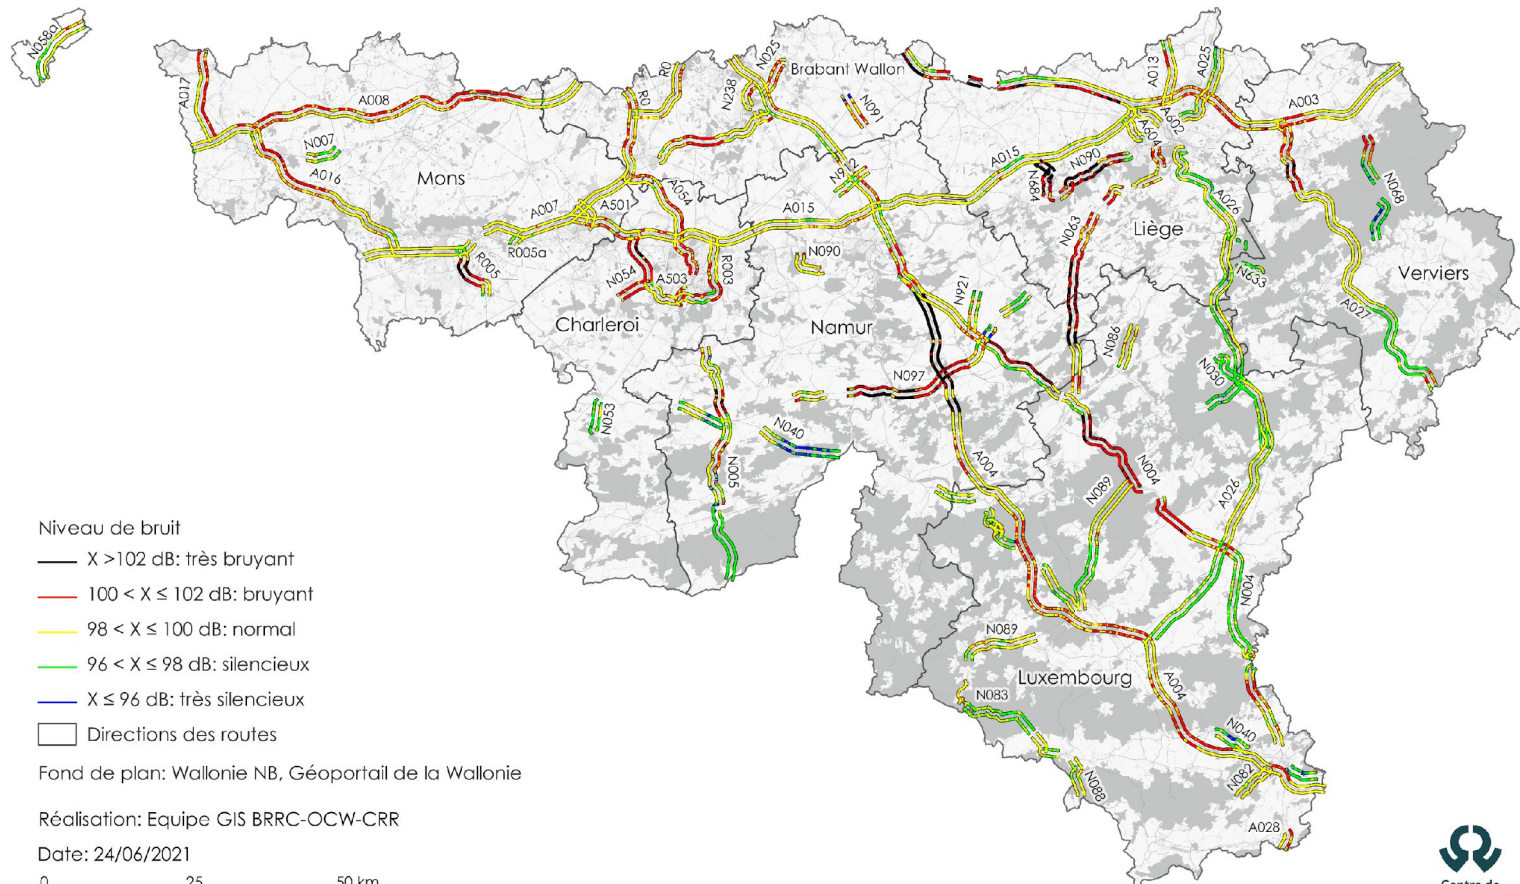 N058a
A017
A008
N007
A016
Mons
R0
R0
N238
N025
Brabant Wallon
N091
A013
A025
A003
A602
A604
N090
N684
A015
N912
A054
A007
A501
R005a
R005
A015
N090
N054
A503
R003
Charleroi
Namur
N921
N063
Liège
A026
N633
N068
Verviers
A027
N086
N030
N097
N053
N005
N040
A004
N089
N004
A026
N004
N089
Luxembourg
A004
N083
N088
N040
N082
A028
Niveau de bruit
X >102 dB: très bruyant
100 < X ≤ 102 dB: bruyant
98 < X ≤ 100 dB: normal
96 < X ≤ 98 dB: silencieux
X ≤ 96 dB: très silencieux
Directions des routes
Fond de plan: Wallonie NB, Géoportail de la Wallonie
Réalisation: Equipe GIS BRRC-OCW-CRR
Date: 24/06/2021
0 25 50 km
Centre de